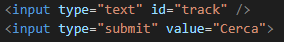 <input type="text" id="track" />
<input type="submit" value="Cerca">